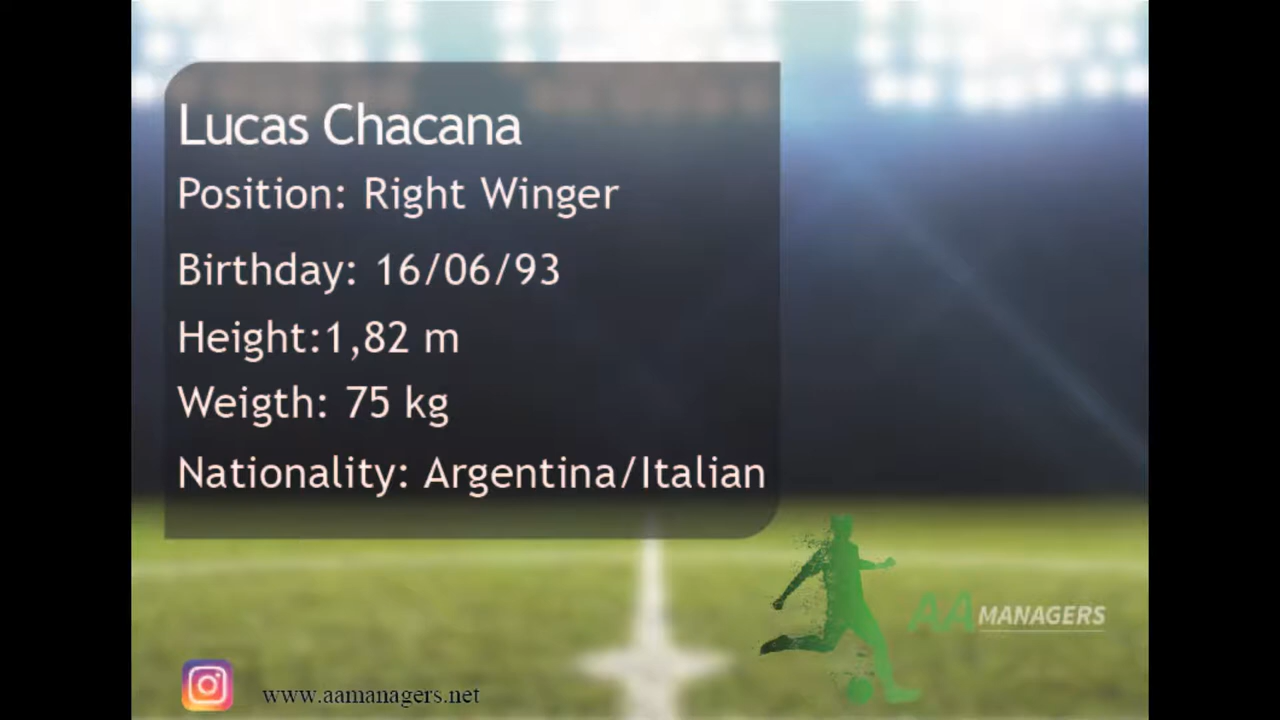 Lucas Chacana
Position: Right Winger
Birthday: 16/06/93
Height:1,82 m
Weigth: 75 kg
Nationality: Argentina/Italian
AA MANAGERS
www.aamanagers.net